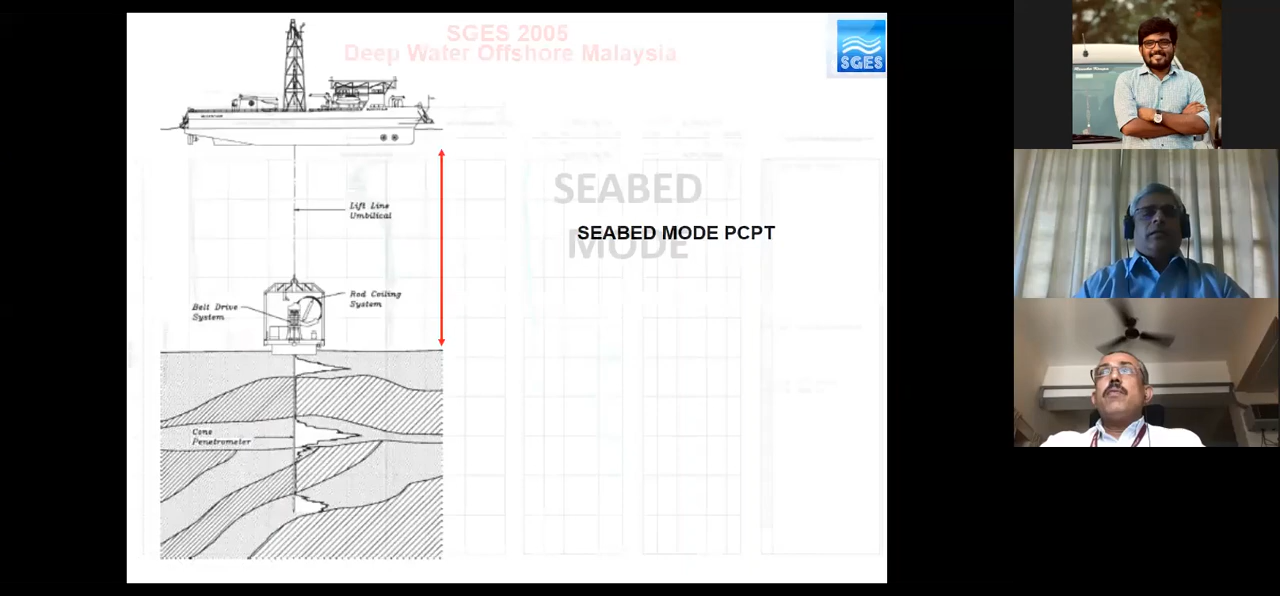 SGES 2005
Deep Water Offshore Malaysia
SGES
SEABED
MODE
SEABED MODE PCPT
Lift Line
Umbilical
Rod Coiling
System
Belt Drive
System
Cone
Penetrometer